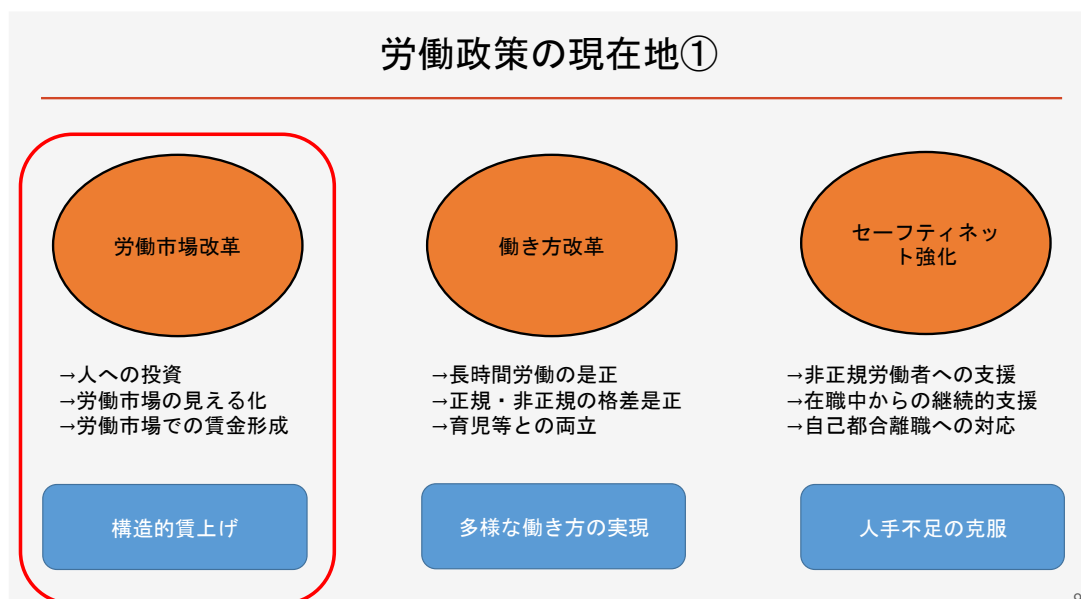 労働政策の現在地①
労働市場改革
→人への投資
→労働市場の見える化
→労働市場での賃金形成
構造的賃上げ
働き方改革
→長時間労働の是正
→正規・非正規の格差是正
→育児等との両立
多様な働き方の実現
セーフティネッ
ト強化
→非正規労働者への支援
→在職中からの継続的支援
→自己都合離職への対応
人手不足の克服